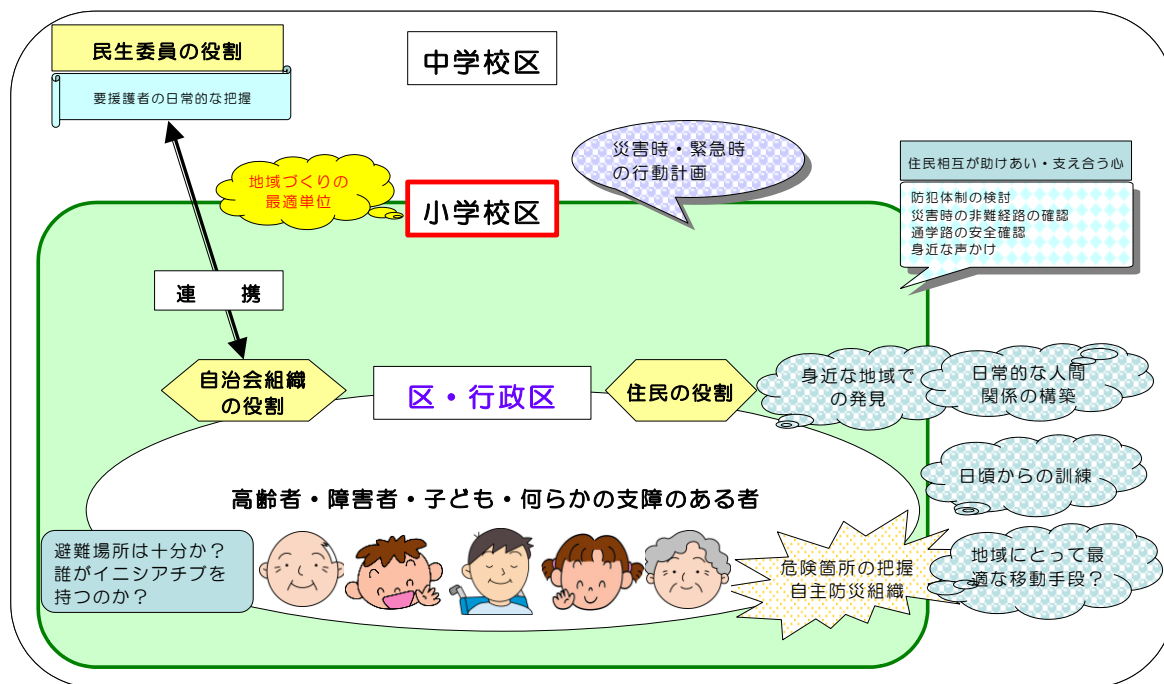 民生委員の役割
要援護者の日常的な把握
中学校区
災害時・緊急時
の行動計画
住民相互が助けあい・支え合う心
防犯体制の検討
災害時の非難経路の確認
通学路の安全確認
身近な声かけ
地域づくりの
最適単位
小学校区
連　　携
自治会組織
の役割
区・行政区
住民の役割
身近な地域で
の発見
日常的な人間
関係の構築
日頃からの訓練
高齢者・障害者・子ども・何らかの支障のある者
避難場所は十分か？
誰がイニシアチブを
持つのか？
危険箇所の把握
自主防災組織
地域にとって最
適な移動手段？